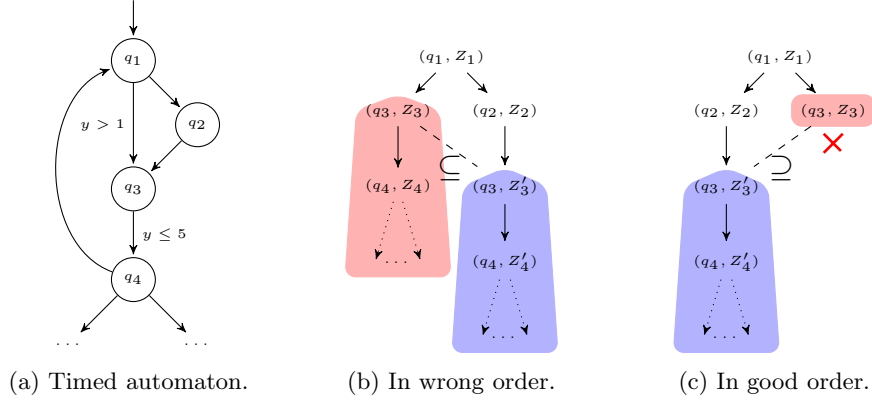 q₁
y > 1
q₂
q₃
y ≤ 5
q₄
... ...
(a) Timed automaton.
(q₁, Z₁)
(q₃, Z₃) (q₂, Z₂)
⊆
(q₄, Z₄) (q₃, Z′₃)
... (q₄, Z′₄)
...
(b) In wrong order.
(q₁, Z₁)
(q₂, Z₂) (q₃, Z₃)
⊇
(q₃, Z′₃)
(q₄, Z′₄)
...
(c) In good order.